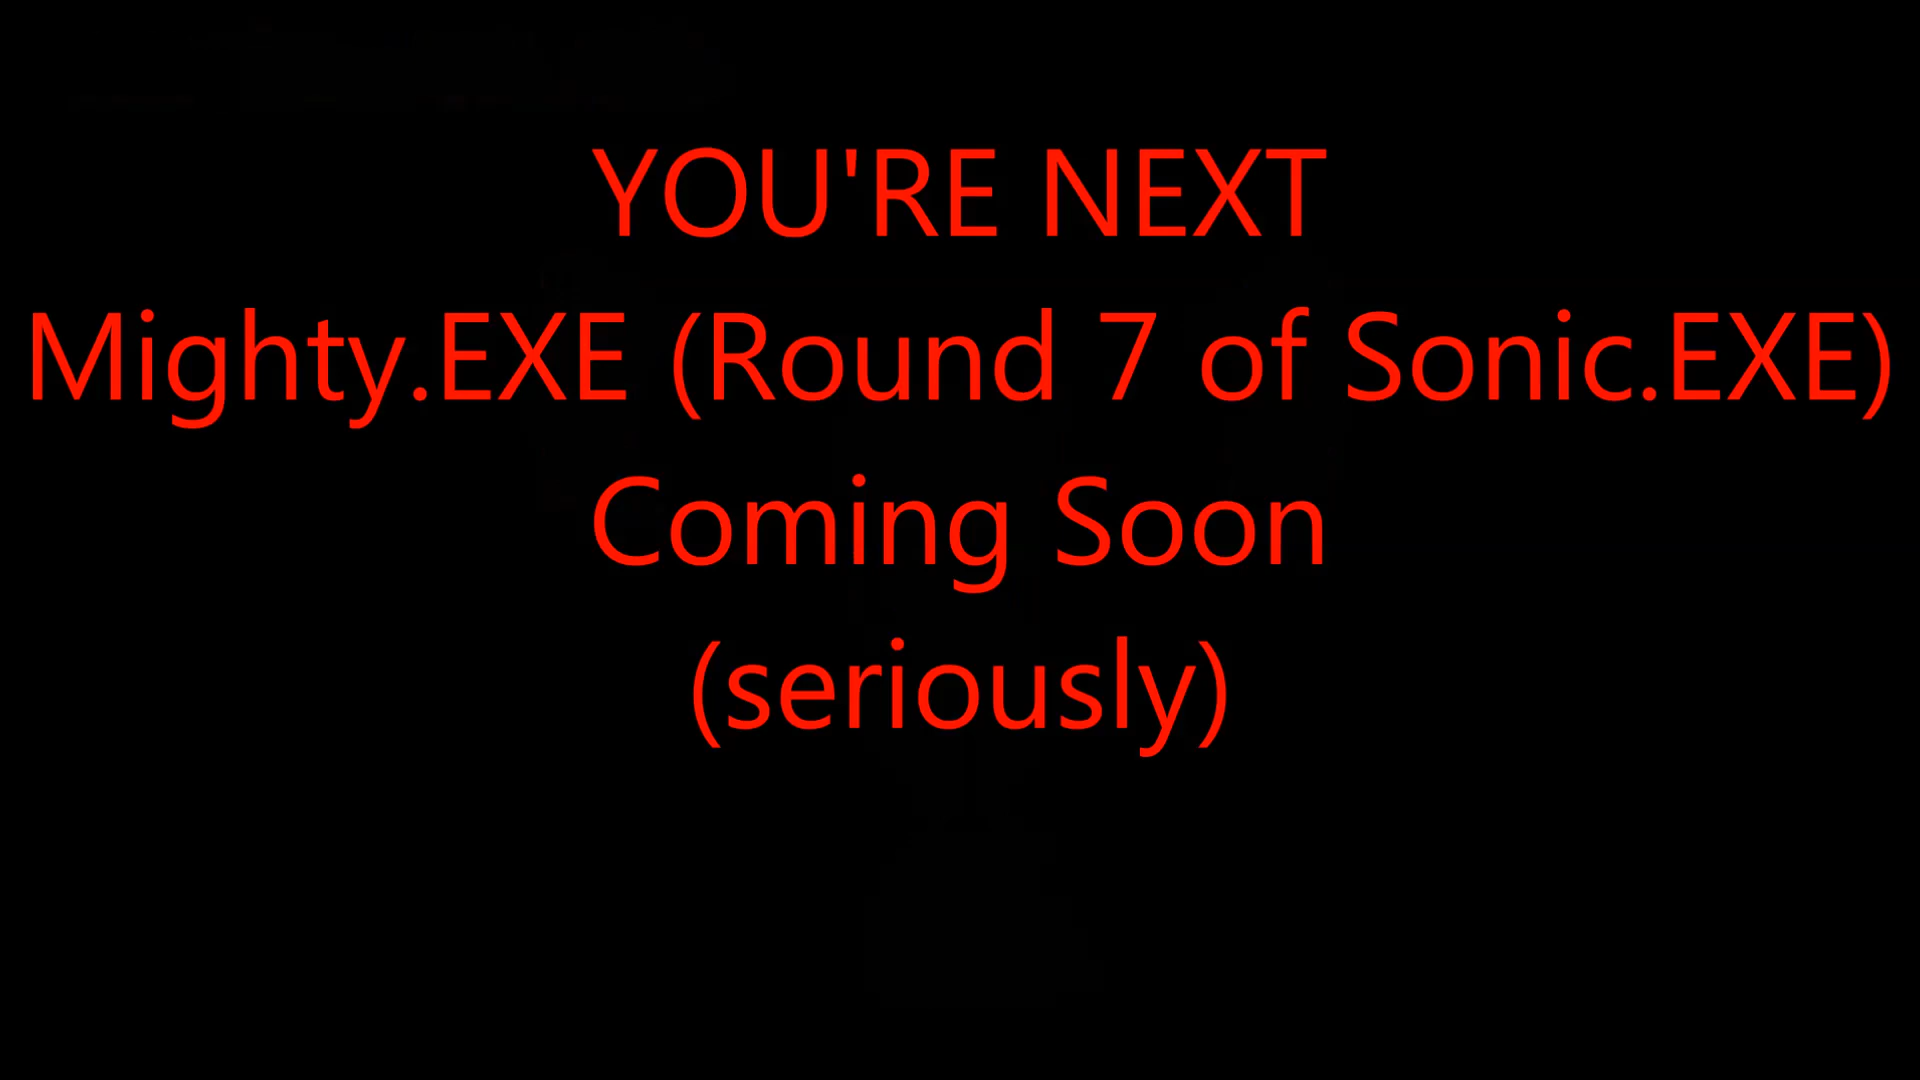 YOU'RE NEXT
Mighty.EXE (Round 7 of Sonic.EXE)
Coming Soon
(seriously)